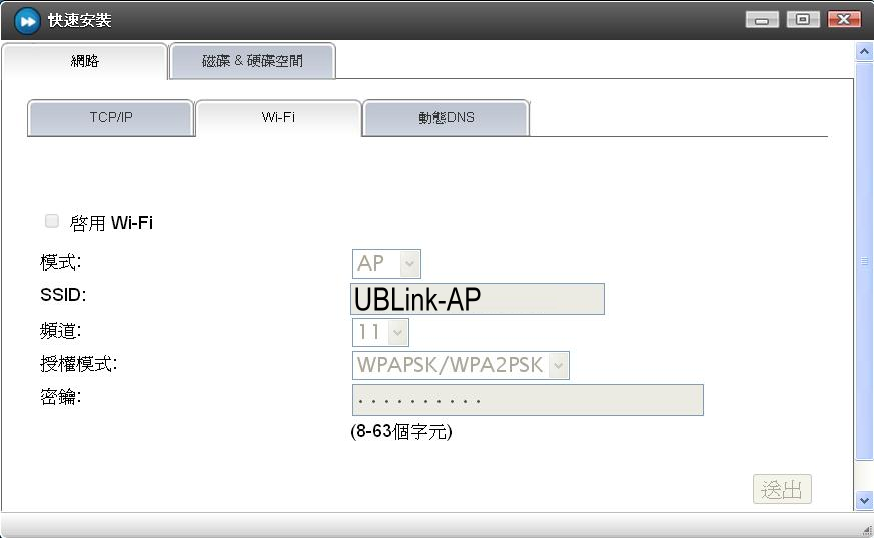 快速安裝
網路 磁碟 & 硬碟空間
TCP/IP Wi-Fi 動態DNS
啓用 Wi-Fi
模式: AP
SSID: UBLink-AP
頻道: 11
授權模式: WPAPSK/WPA2PSK
密鑰: ··········
(8-63個字元)
送出